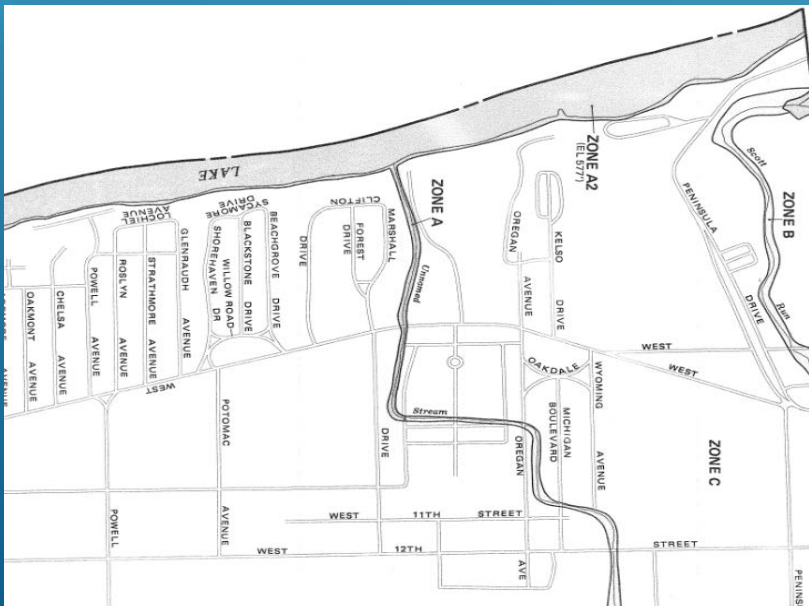 LAKE
ZONE A2
(EL 577')
ZONE A
ZONE B
ZONE C
Scott
Run
PENINSULA
DRIVE
KELSO
DRIVE
OREGAN
AVENUE
MARSHALL
DRIVE
CLIFTON
DRIVE
FOREST
DRIVE
Unnamed
Stream
BEACHGROVE DRIVE
SYCAMORE
DRIVE
BLACKSTONE DRIVE
WILLOW ROAD
SHOREHAVEN DR
GLENRAUDH AVENUE
LOCHIEL
AVENUE
STRATHMORE AVENUE
ROSLYN AVENUE
POWELL AVENUE
CHELSA AVENUE
OAKMONT AVENUE
AVENUE
WEST
WEST
WEST
OAKDALE
WYOMING
AVENUE
MICHIGAN
BOULEVARD
OREGAN
AVE
POTOMAC
AVENUE
POWELL
WEST 11TH STREET
WEST 12TH STREET